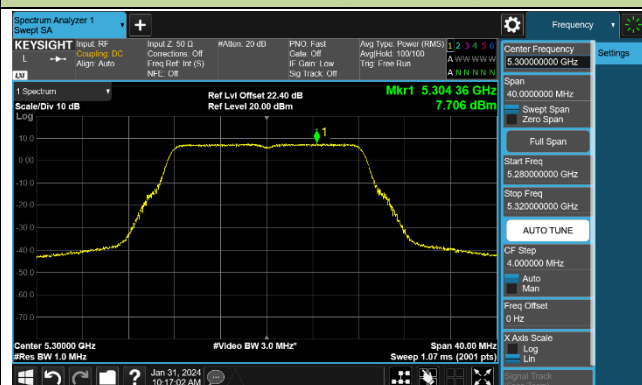 Spectrum Analyzer 1
Swept SA
+
Frequency
KEYSIGHT
L
LXI
Input: RF
Coupling: DC
Align: Auto
Input Z: 50 Ω
Corrections: Off
Freq Ref: Int (S)
NFE: Off
#Atten: 20 dB
PNO: Fast
Gate: Off
IF Gain: Low
Sig Track: Off
Avg Type: Power (RMS)
Avg|Hold: 100/100
Trig: Free Run
1 2 3 4 5 6
A W W W W W
A N N N N N
1 Spectrum
Scale/Div 10 dB
Log
Ref Lvl Offset 22.40 dB
Ref Level 20.00 dBm
Mkr1 5.304 36 GHz
7.706 dBm
1
10.0
0.00
-10.0
-20.0
-30.0
-40.0
-50.0
-60.0
-70.0
Center 5.30000 GHz
#Res BW 1.0 MHz
#Video BW 3.0 MHz*
Span 40.00 MHz
Sweep 1.07 ms (2001 pts)
Jan 31, 2024
10:17:02 AM
Center Frequency
5.300000000 GHz
Settings
Span
40.0000000 MHz
Swept Span
Zero Span
Full Span
Start Freq
5.280000000 GHz
Stop Freq
5.320000000 GHz
AUTO TUNE
CF Step
4.000000 MHz
Auto
Man
Freq Offset
0 Hz
X Axis Scale
Log
Lin
Signal Track